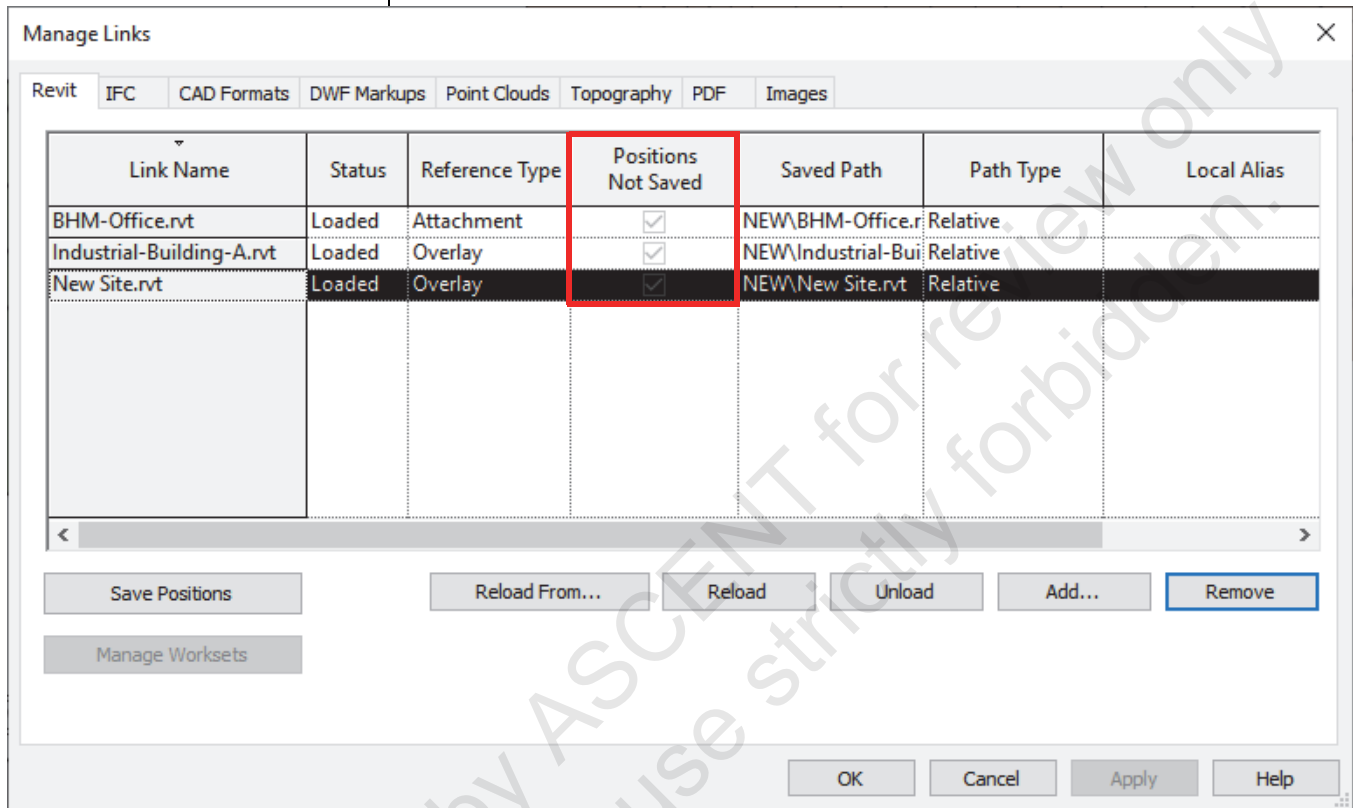 Manage Links
Revit IFC CAD Formats DWF Markups Point Clouds Topography PDF Images
Link Name Status Reference Type Positions Not Saved Saved Path Path Type Local Alias
BHM-Office.rvt Loaded Attachment NEW\BHM-Office.r Relative
Industrial-Building-A.rvt Loaded Overlay NEW\Industrial-Bui Relative
New Site.rvt Loaded Overlay NEW\New Site.rvt Relative
Save Positions Reload From... Reload Unload Add... Remove
Manage Worksets
OK Cancel Apply Help
by ASCENT for review only
use strictly forbidden.